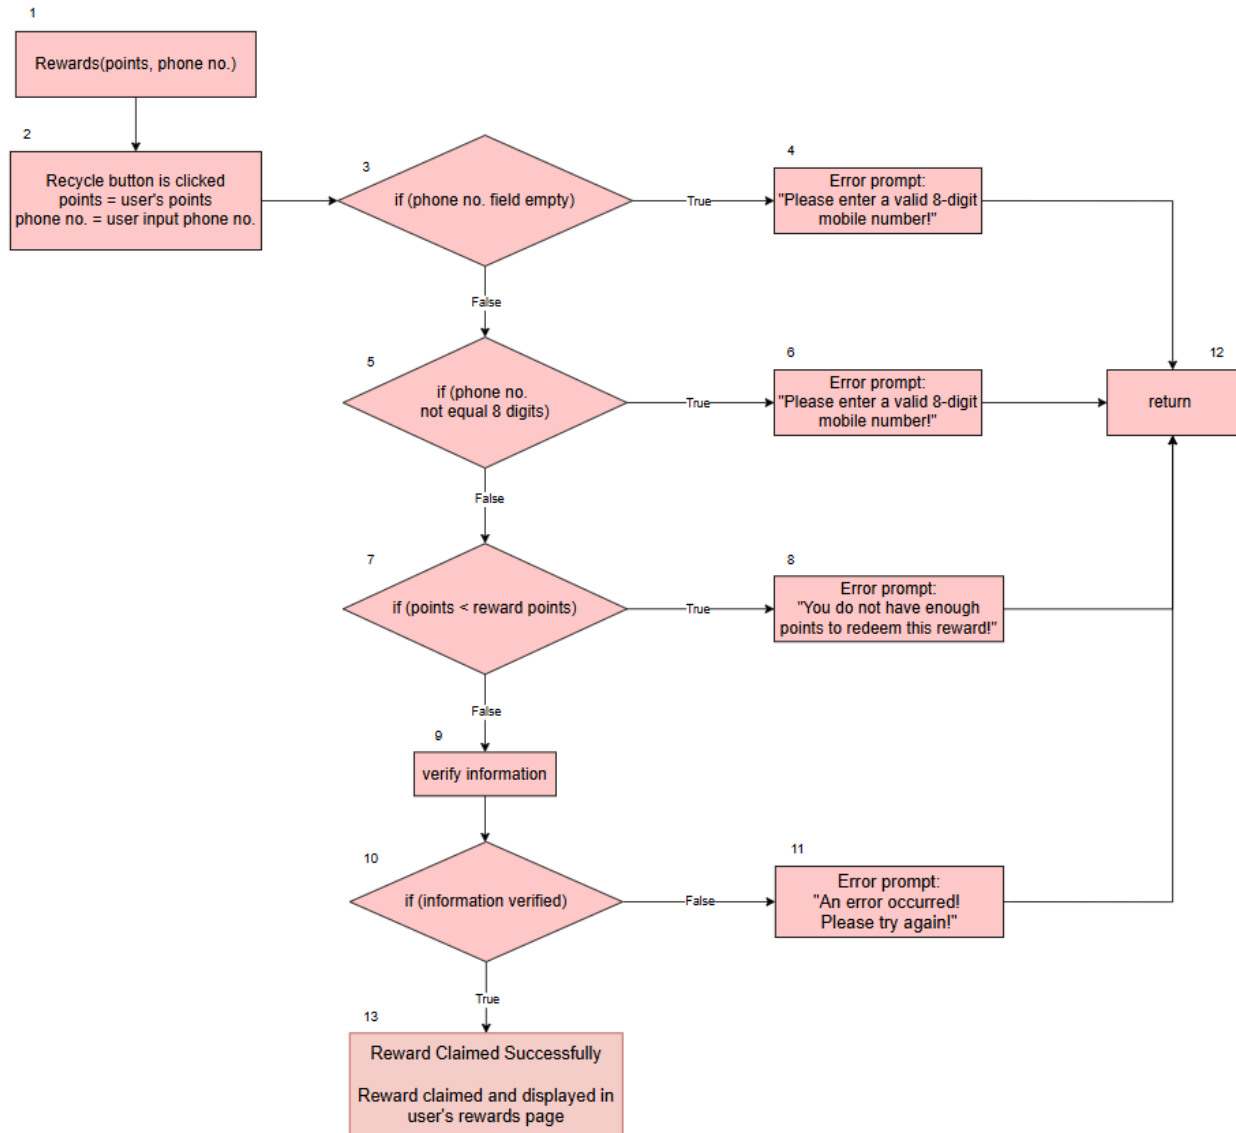 1
Rewards(points, phone no.)
2
Recycle button is clicked
points = user's points
phone no. = user input phone no.
3
if (phone no. field empty)
True
4
Error prompt:
"Please enter a valid 8-digit
mobile number!"
False
5
if (phone no.
not equal 8 digits)
True
6
Error prompt:
"Please enter a valid 8-digit
mobile number!"
12
return
False
7
if (points < reward points)
True
8
Error prompt:
"You do not have enough
points to redeem this reward!"
False
9
verify information
10
if (information verified)
False
11
Error prompt:
"An error occurred!
Please try again!"
True
13
Reward Claimed Successfully
Reward claimed and displayed in
user's rewards page